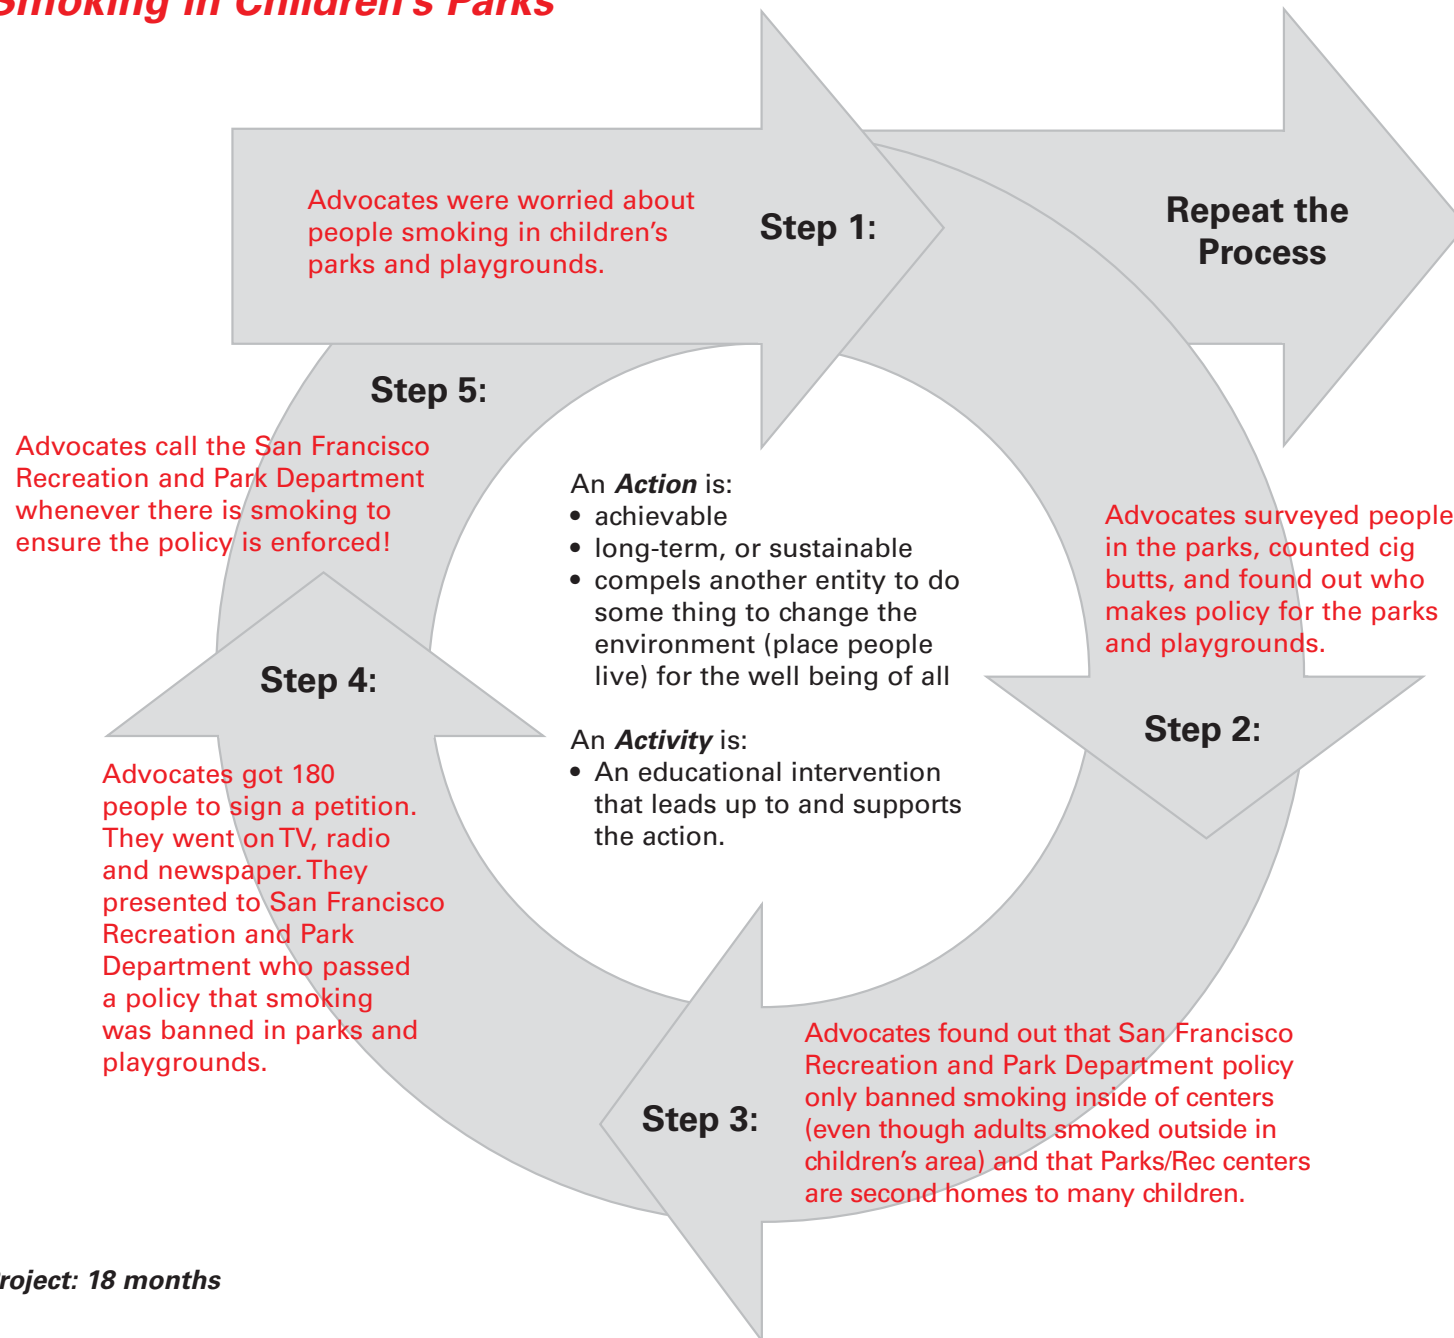 Smoking in Children's Parks
Advocates were worried about
people smoking in children's
parks and playgrounds.
Step 1:
Repeat the
Process
Step 5:
Advocates call the San Francisco
Recreation and Park Department
whenever there is smoking to
ensure the policy is enforced!
An Action is:
• achievable
• long-term, or sustainable
• compels another entity to do
some thing to change the
environment (place people
live) for the well being of all
An Activity is:
• An educational intervention
that leads up to and supports
the action.
Advocates surveyed people
in the parks, counted cig
butts, and found out who
makes policy for the parks
and playgrounds.
Step 2:
Step 4:
Advocates got 180
people to sign a petition.
They went on TV, radio
and newspaper. They
presented to San Francisco
Recreation and Park
Department who passed
a policy that smoking
was banned in parks and
playgrounds.
Step 3:
Advocates found out that San Francisco
Recreation and Park Department policy
only banned smoking inside of centers
(even though adults smoked outside in
children's area) and that Parks/Rec centers
are second homes to many children.
Project: 18 months